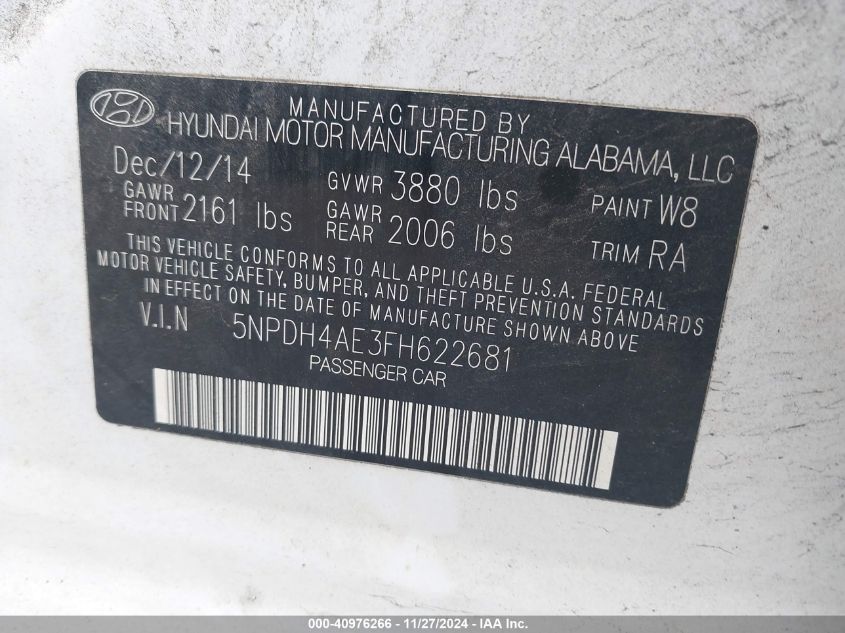 MANUFACTURED BY
HYUNDAI MOTOR MANUFACTURING ALABAMA, LLC
Dec/12/14 GVWR 3880 lbs PAINT W8
GAWR FRONT 2161 lbs GAWR REAR 2006 lbs TRIM RA
THIS VEHICLE CONFORMS TO ALL APPLICABLE U.S.A. FEDERAL
MOTOR VEHICLE SAFETY, BUMPER, AND THEFT PREVENTION STANDARDS
IN EFFECT ON THE DATE OF MANUFACTURE SHOWN ABOVE
V.I.N 5NPDH4AE3FH622681
PASSENGER CAR
000-40976266 - 11/27/2024 - IAA Inc.